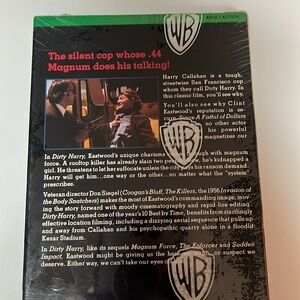 WB
ADULT ACTION
The silent cop whose .44
Magnum does his talking!
Harry Callahan is a tough,
streetwise San Francisco cop
whom they call Dirty Harry. In
this classic film, you'll see why.
You'll also see why Clint
Eastwood's reputation is
cure. Since A Fistful of Dollars
no other actor
his powerful
magnetizes our
WB
In Dirty Harry, Eastwood's unique charisma with magnum
force. A rooftop killer has already slain two he's kidnapped a
girl. He threatens to let her suffocate unless the city pays his ransom demand.
Harry will get him...one way or the other...no matter what the "system"
prescribes.
Veteran director Don Siegel (Coogan's Bluff, The Killers, the 1956 Invasion of
the Body Snatchers) makes the most of Eastwood's commanding image, mov-
ing the story forward with moody cinematography and rapid-fire editing.
Dirty Harry, named one of the year's 10 Best by Time, benefits from startlingly
effective location filming, including a dizzying aerial sequence that pulls up
and away from Callahan and his psychopathic quarry alone in a floodlit
Kezar Stadium.
In Dirty Harry, like its sequels Magnum Force, The Enforcer and Sudden
Impact, Eastwood might be giving us the or suspect we
deserve. Either way, we can't take our eyes
WB